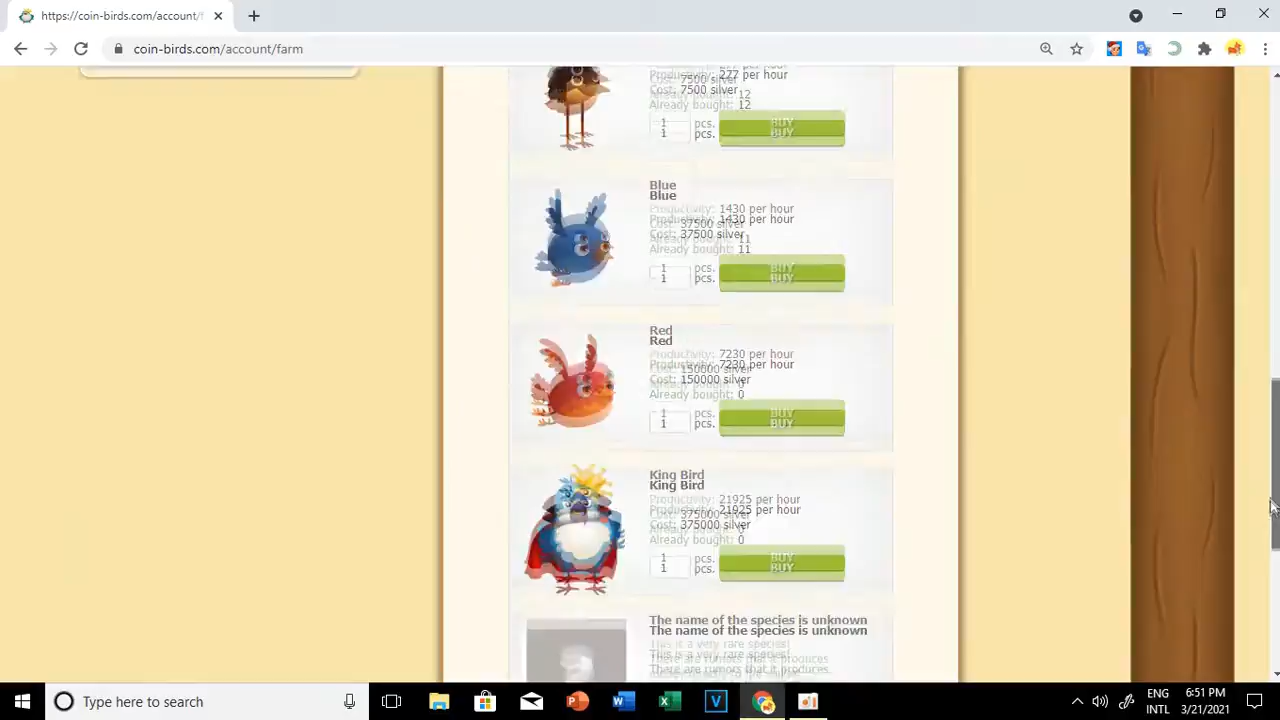 https://coin-birds.com/account/f
coin-birds.com/account/farm
Productivity: 277 per hour
Cost: 7500 silver
Already bought: 12
1 pcs. BUY
Blue
Productivity: 1430 per hour
Cost: 37500 silver
Already bought: 11
1 pcs. BUY
Red
Productivity: 7230 per hour
Cost: 150000 silver
Already bought: 0
1 pcs. BUY
King Bird
Productivity: 21925 per hour
Cost: 375000 silver
Already bought: 0
1 pcs. BUY
The name of the species is unknown
This is a very rare species!
There are rumors that it produces
Type here to search
ENG
INTL
6:51 PM
3/21/2021